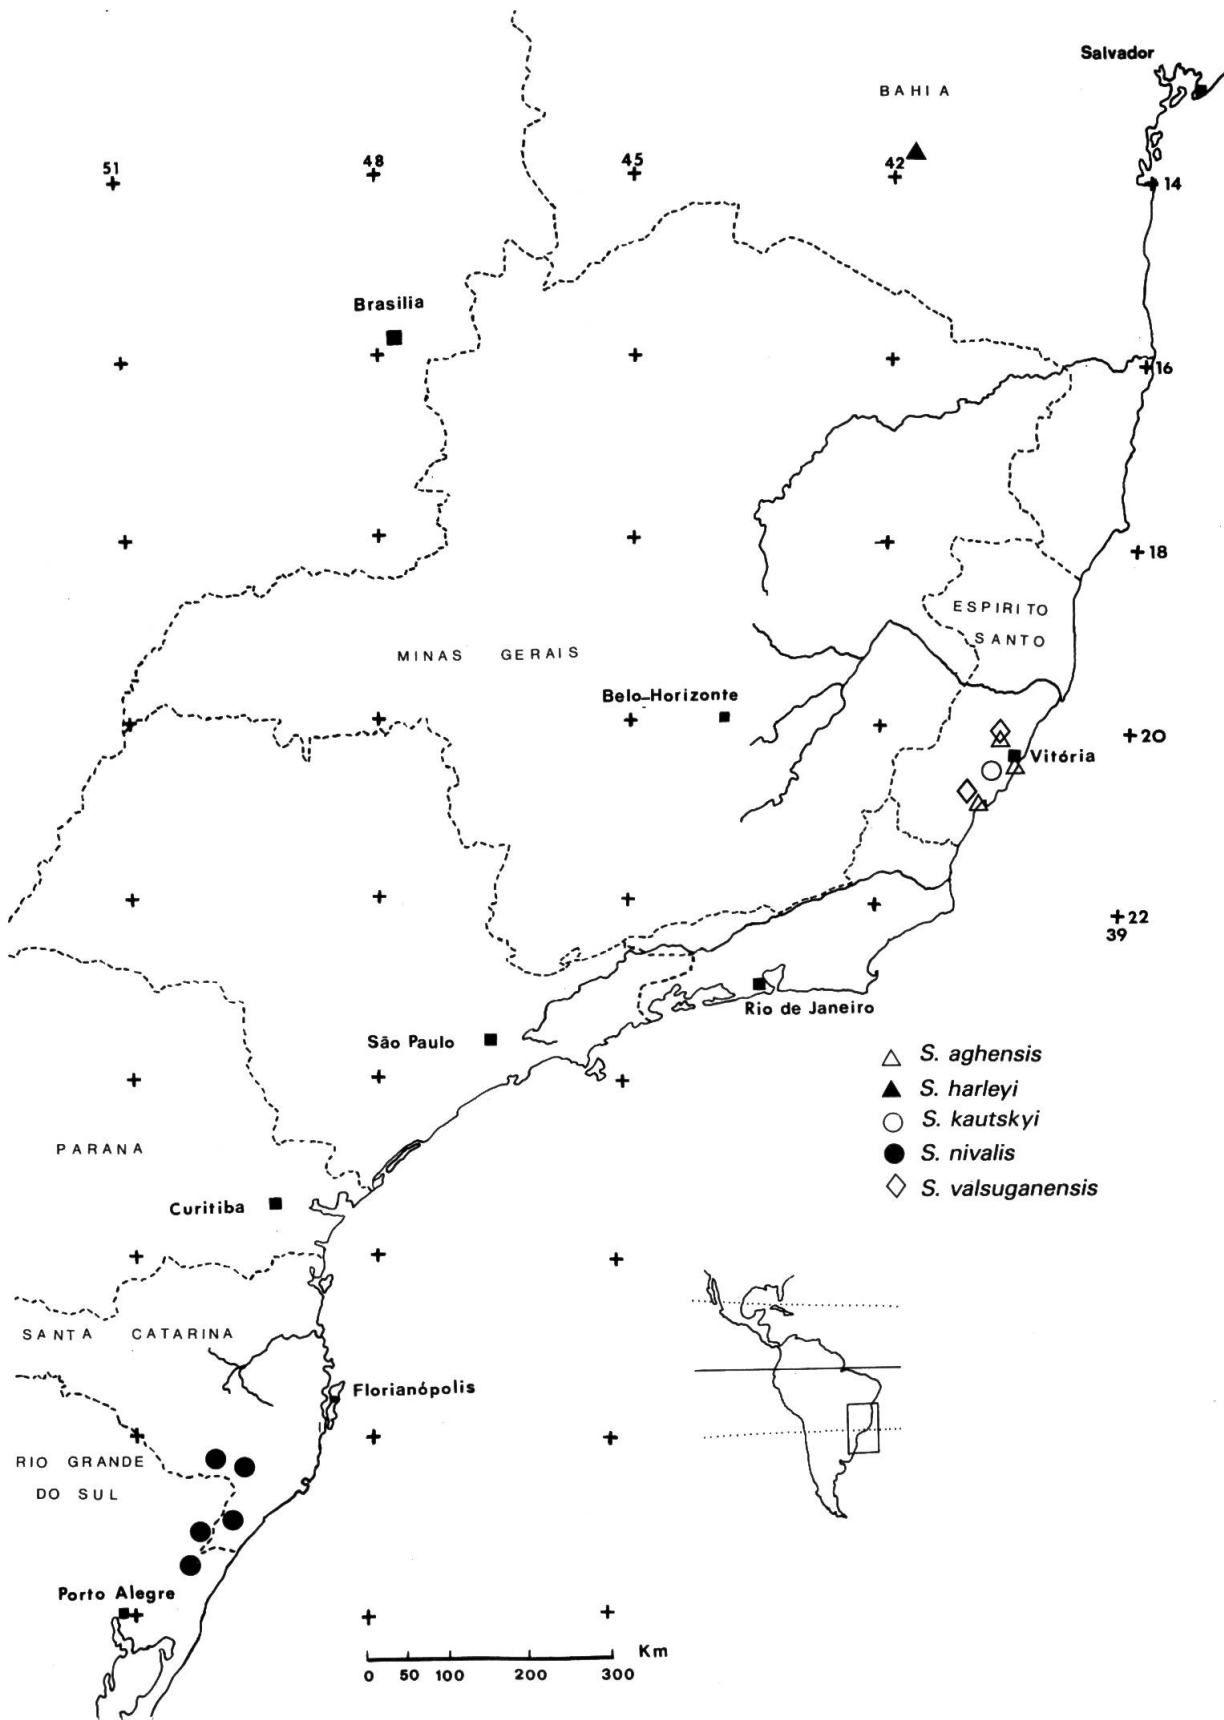 Salvador
BAHIA
51
48
45
42
14
Brasilia
16
18
ESPIRITO
SANTO
MINAS GERAIS
Belo-Horizonte
20
Vitória
22
39
Rio de Janeiro
São Paulo
S. aghensis
S. harleyi
S. kautskyi
S. nivalis
S. valsuganensis
PARANA
Curitiba
SANTA CATARINA
Florianópolis
RIO GRANDE
DO SUL
Porto Alegre
Km
0 50 100 200 300